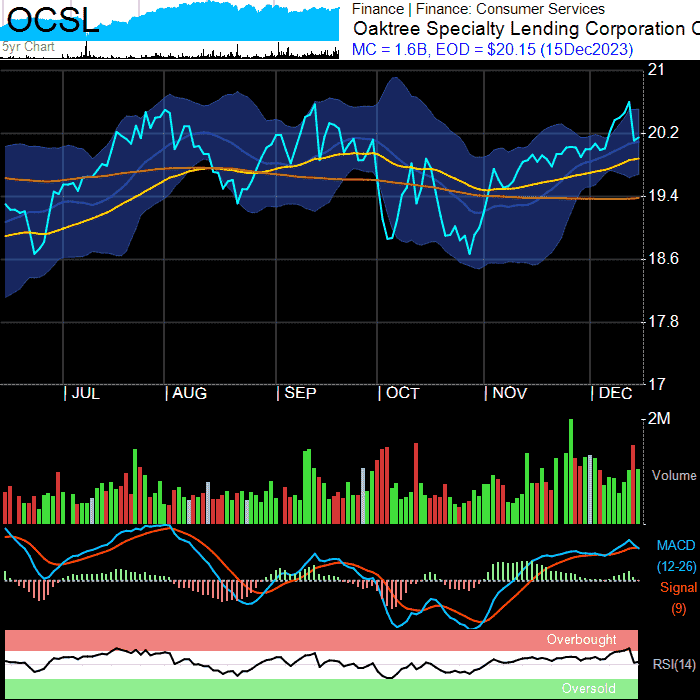 OCSL
5yr Chart
Finance | Finance: Consumer Services
Oaktree Specialty Lending Corporation C
MC = 1.6B, EOD = $20.15 (15Dec2023)
21
20.2
19.4
18.6
17.8
17
| JUL | AUG | SEP | OCT | NOV | DEC
2M
Volume
MACD
(12-26)
Signal
(9)
Overbought
RSI(14)
Oversold